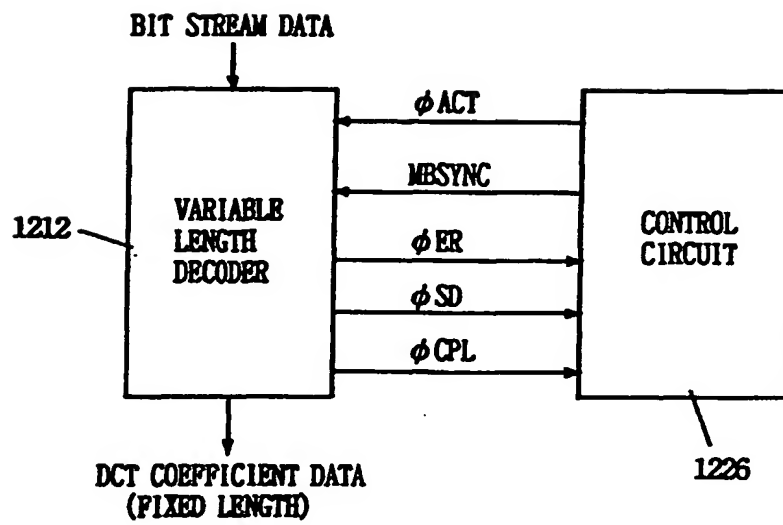 BIT STREAM DATA
φACT
MBSYNC
1212
VARIABLE
LENGTH
DECODER
φER
φSD
φCPL
CONTROL
CIRCUIT
1226
DCT COEFFICIENT DATA
(FIXED LENGTH)